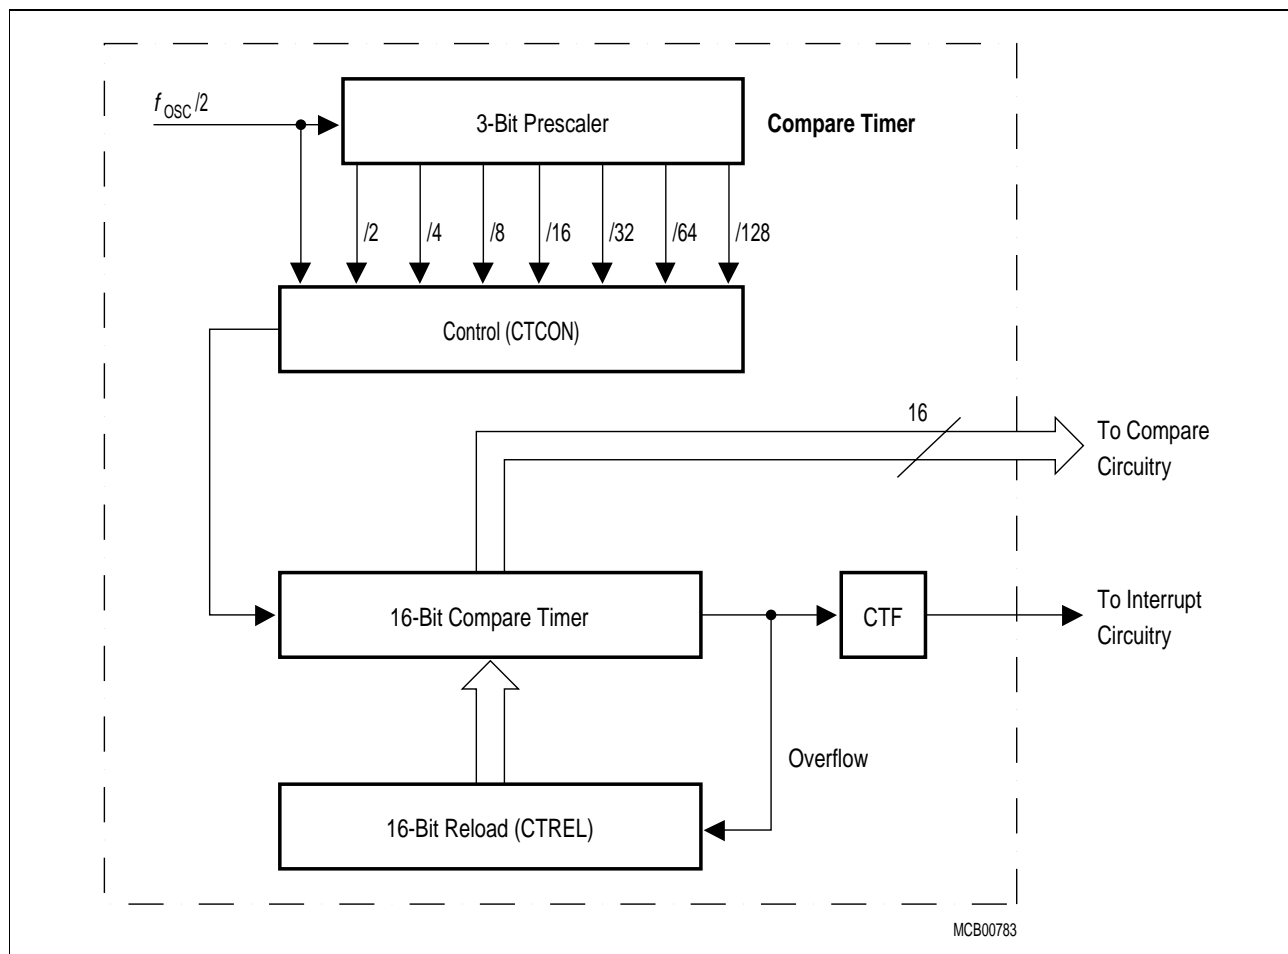 f OSC /2
3-Bit Prescaler
Compare Timer
/2
/4
/8
/16
/32
/64
/128
Control (CTCON)
16
To Compare
Circuitry
16-Bit Compare Timer
CTF
To Interrupt
Circuitry
Overflow
16-Bit Reload (CTREL)
MCB00783